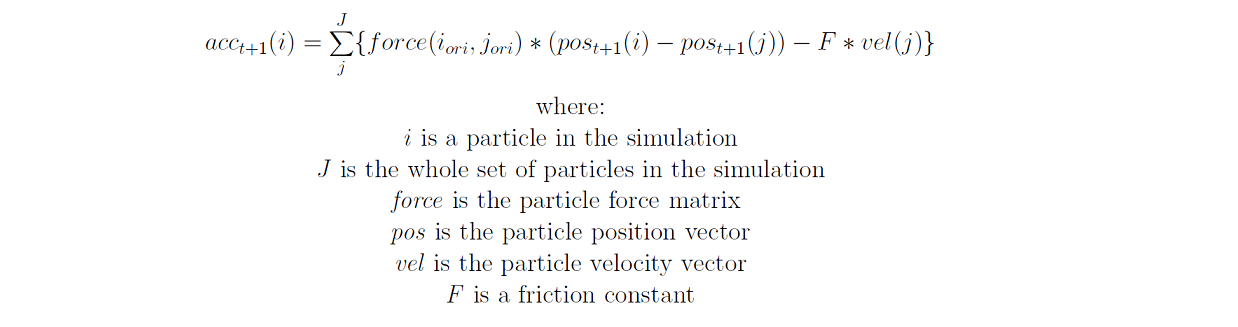 acc_{t+1}(i) = \sum_{j}^{J}\{force(i_{ori}, j_{ori}) * (pos_{t+1}(i) - pos_{t+1}(j)) - F * vel(j)\}
where:
i is a particle in the simulation
J is the whole set of particles in the simulation
force is the particle force matrix
pos is the particle position vector
vel is the particle velocity vector
F is a friction constant